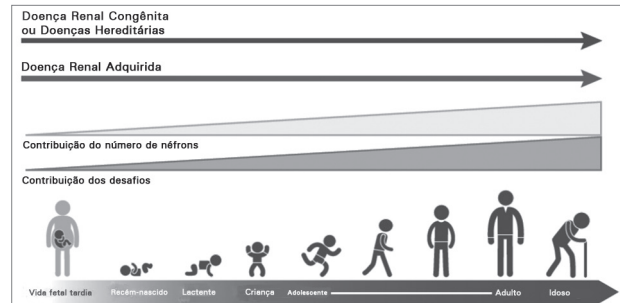 Doença Renal Congênita
ou Doenças Hereditárias
Doença Renal Adquirida
Contribuição do número de néfrons
Contribuição dos desafios
Vida fetal tardia
Recém-nascido
Lactente
Criança
Adolescente
Adulto
Idoso